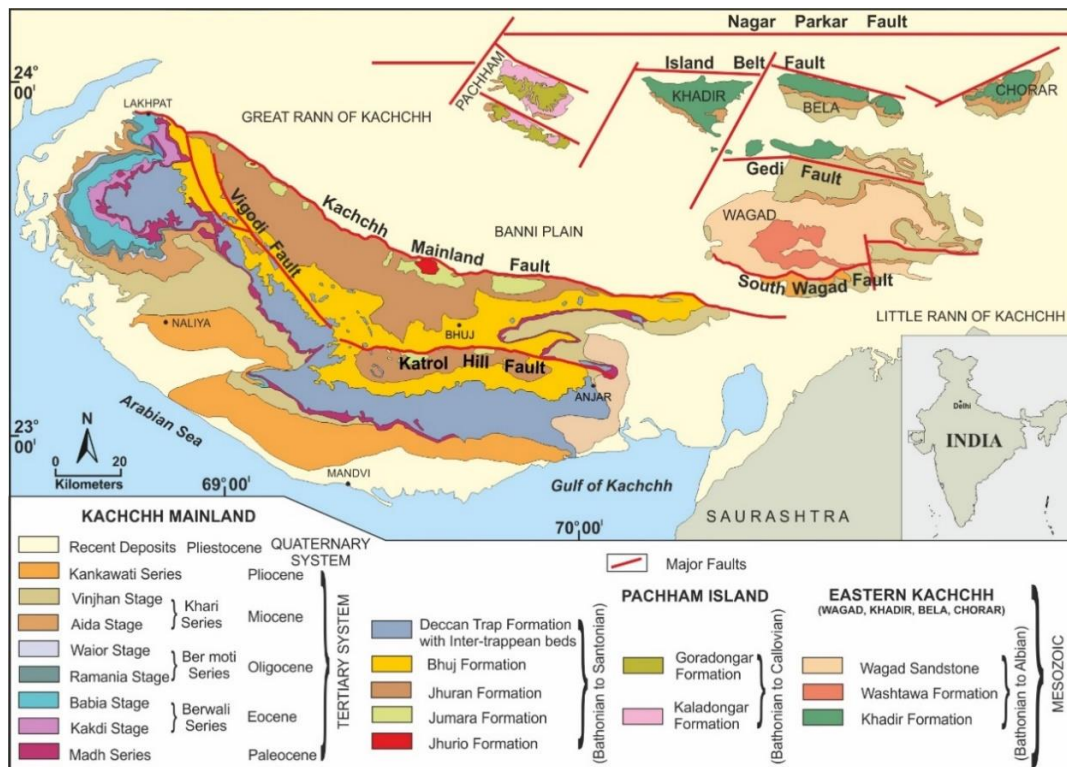 Nagar Parkar Fault
24°
00'
LAKHPAT
GREAT RANN OF KACHCHH
PACHHAM
Island Belt Fault
KHADIR
BELA
CHORAR
Gedi Fault
WAGAD
Vigodi Fault
Kachchh Mainland Fault
BANNI PLAIN
South Wagad Fault
LITTLE RANN OF KACHCHH
NALIYA
BHUJ
Katrol Hill Fault
ANJAR
23°
00'
Arabian Sea
N
0 20
Kilometers
69°00'
MANDVI
Gulf of Kachchh
70°00'
SAURASHTRA
Delhi
INDIA
KACHCHH MAINLAND
Recent Deposits Pliestocene QUATERNARY SYSTEM
Kankawati Series Pliocene
Vinjhan Stage
Aida Stage
Khari Series
Miocene
Waior Stage
Ramania Stage
Ber moti Series
Oligocene
Babia Stage
Kakdi Stage
Berwali Series
Eocene
Madh Series Paleocene
TERTIARY SYSTEM
Deccan Trap Formation
with Inter-trappean beds
Bhuj Formation
Jhuran Formation
Jumara Formation
Jhurio Formation
(Bathonian to Santonian)
Major Faults
PACHHAM ISLAND
Goradongar
Formation
Kaladongar
Formation
(Bathonian to Callovian)
EASTERN KACHCHH
(WAGAD, KHADIR, BELA, CHORAR)
Wagad Sandstone
Washtawa Formation
Khadir Formation
(Bathonian to Albian)
MESOZOIC